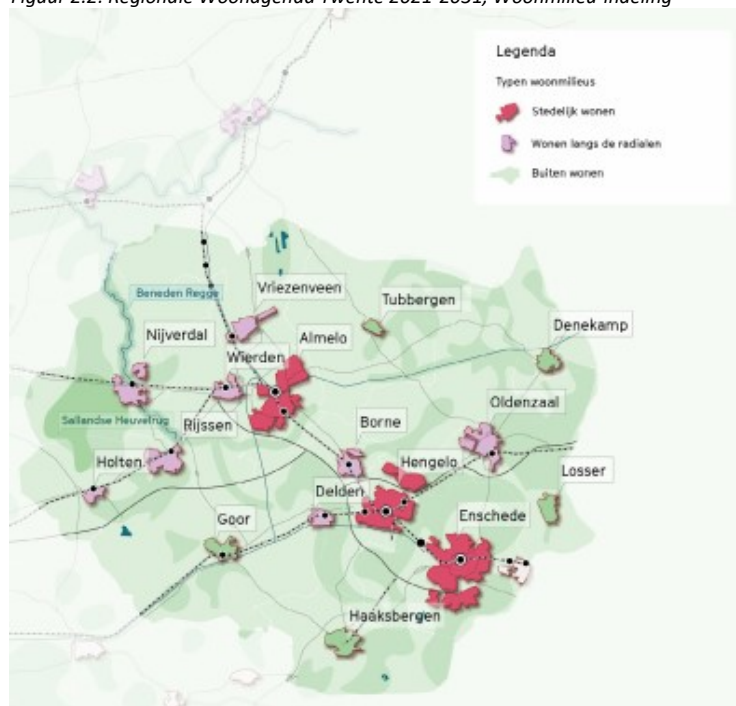 Figuur 2.2: Regionale Woonagenda Twente 2021-2031, Woonmilieu-indeling
Legenda
Typen woonmilieus
Stedelijk wonen
Wonen langs de radialen
Buiten wonen
Beneden Regge
Vriezenveen
Tubbergen
Denekamp
Nijverdal
Almelo
Wierden
Oldenzaal
Sallandse Heuvelrug
Rijssen
Borne
Holten
Hengelo
Losser
Delden
Goor
Enschede
Haaksbergen